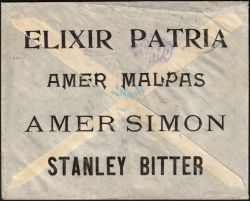 ELIXIR PATRIA
AMER MALPAS
AMER SIMON
STANLEY BITTER